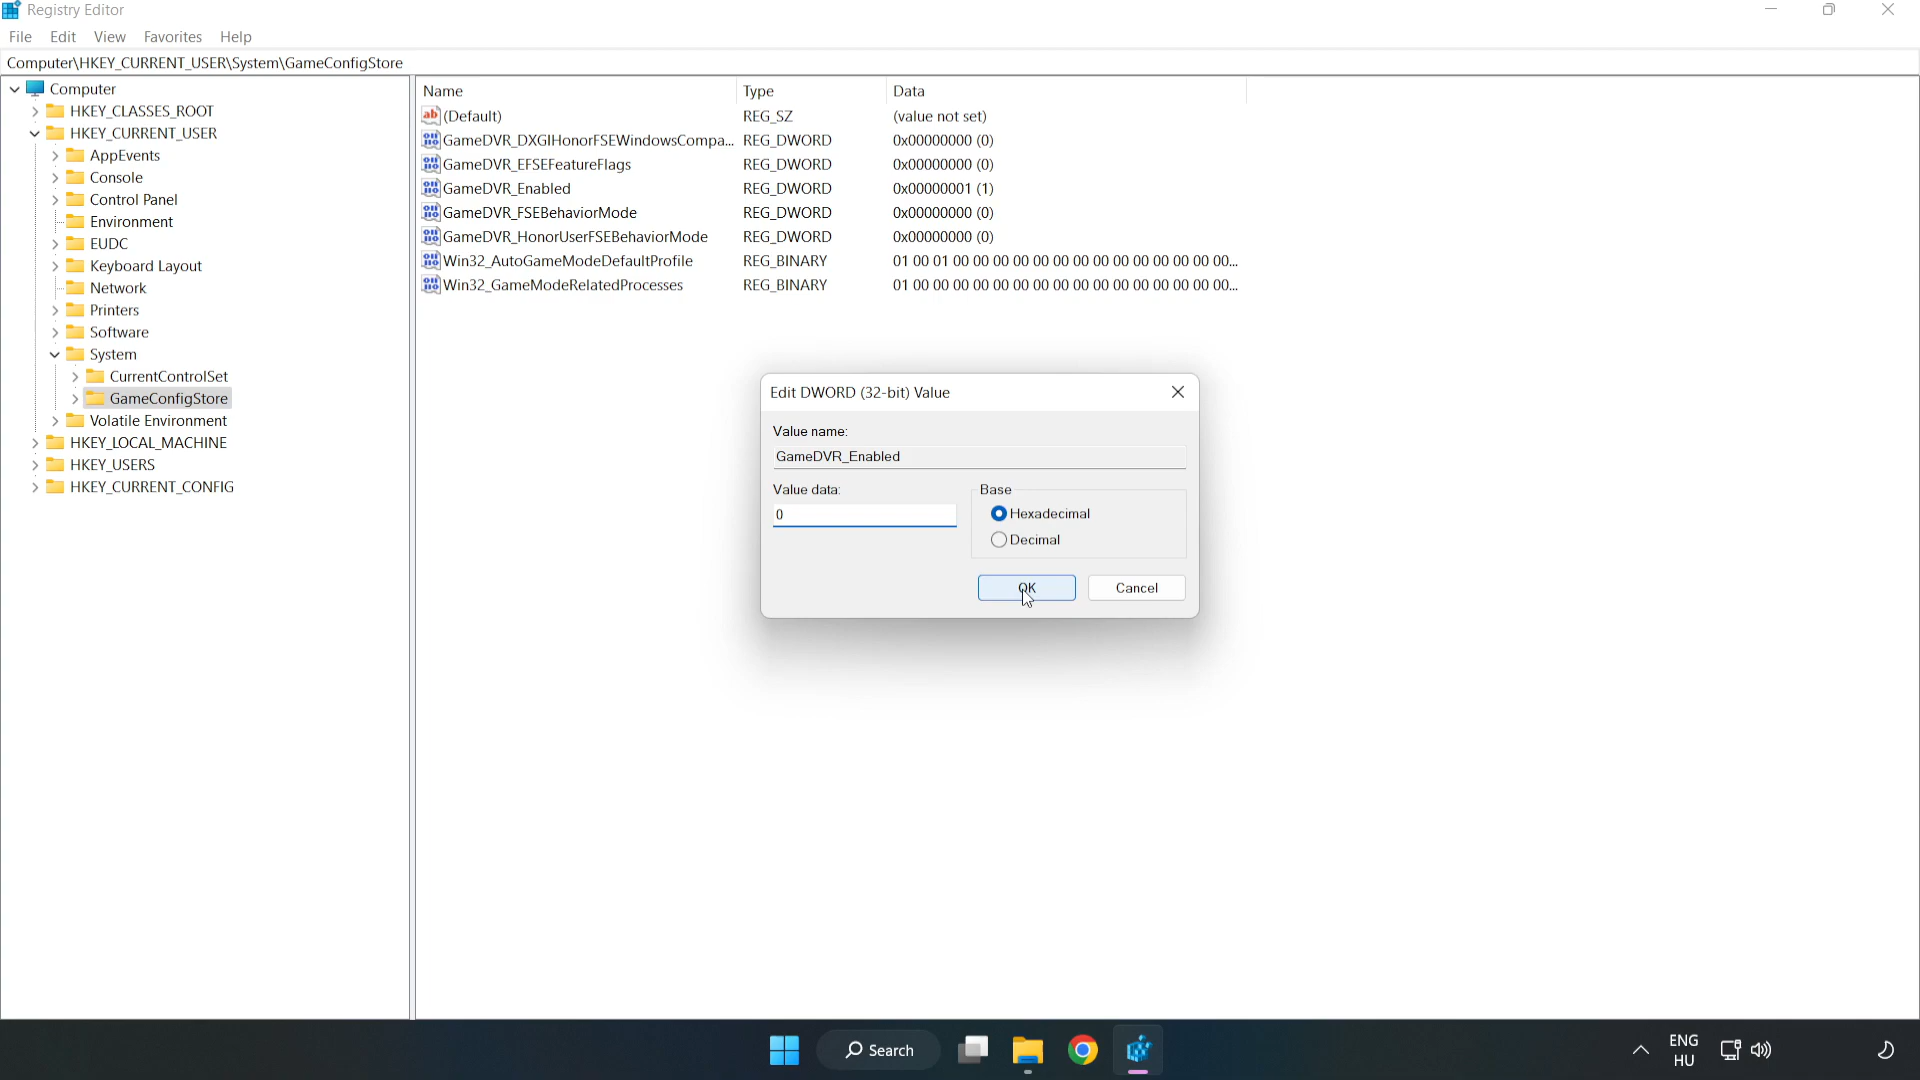 Registry Editor
File Edit View Favorites Help
Computer\HKEY_CURRENT_USER\System\GameConfigStore
Computer
HKEY_CLASSES_ROOT
HKEY_CURRENT_USER
AppEvents
Console
Control Panel
Environment
EUDC
Keyboard Layout
Network
Printers
Software
System
CurrentControlSet
GameConfigStore
Volatile Environment
HKEY_LOCAL_MACHINE
HKEY_USERS
HKEY_CURRENT_CONFIG
Name Type Data
(Default) REG_SZ (value not set)
GameDVR_DXGIHonorFSEWindowsCompa... REG_DWORD 0x00000000 (0)
GameDVR_EFSEFeatureFlags REG_DWORD 0x00000000 (0)
GameDVR_Enabled REG_DWORD 0x00000001 (1)
GameDVR_FSEBehaviorMode REG_DWORD 0x00000000 (0)
GameDVR_HonorUserFSEBehaviorMode REG_DWORD 0x00000000 (0)
Win32_AutoGameModeDefaultProfile REG_BINARY 01 00 01 00 00 00 00 00 00 00 00 00 00 00 00 00 00...
Win32_GameModeRelatedProcesses REG_BINARY 01 00 00 00 00 00 00 00 00 00 00 00 00 00 00 00 00...
Edit DWORD (32-bit) Value
Value name:
GameDVR_Enabled
Value data: Base
0 Hexadecimal
Decimal
OK Cancel
Search
ENG
HU